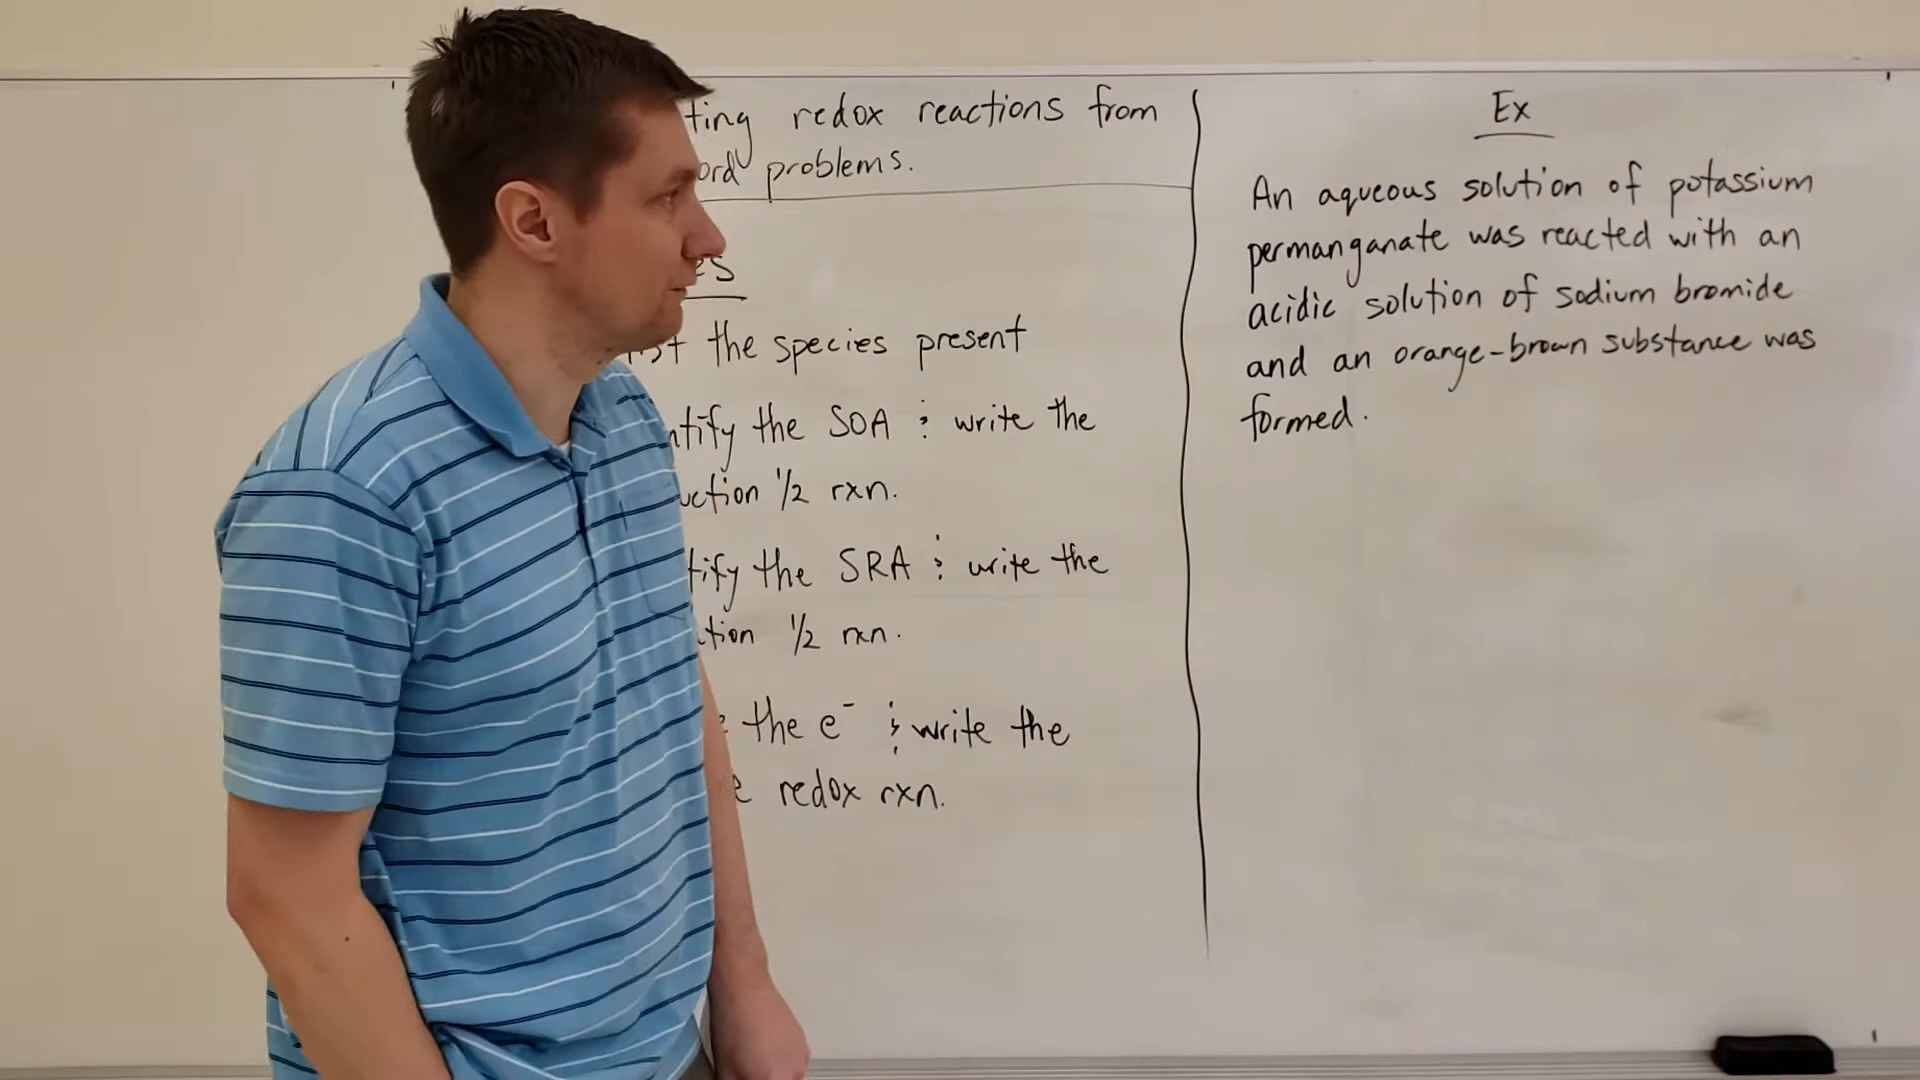 redox reactions from
problems.
the species present
the SOA & write the
1/2 rxn.
the SRA & write the
1/2 rxn.
the e⁻ & write the
redox rxn.
Ex
An aqueous solution of potassium
permanganate was reacted with an
acidic solution of sodium bromide
and an orange-brown substance was
formed.